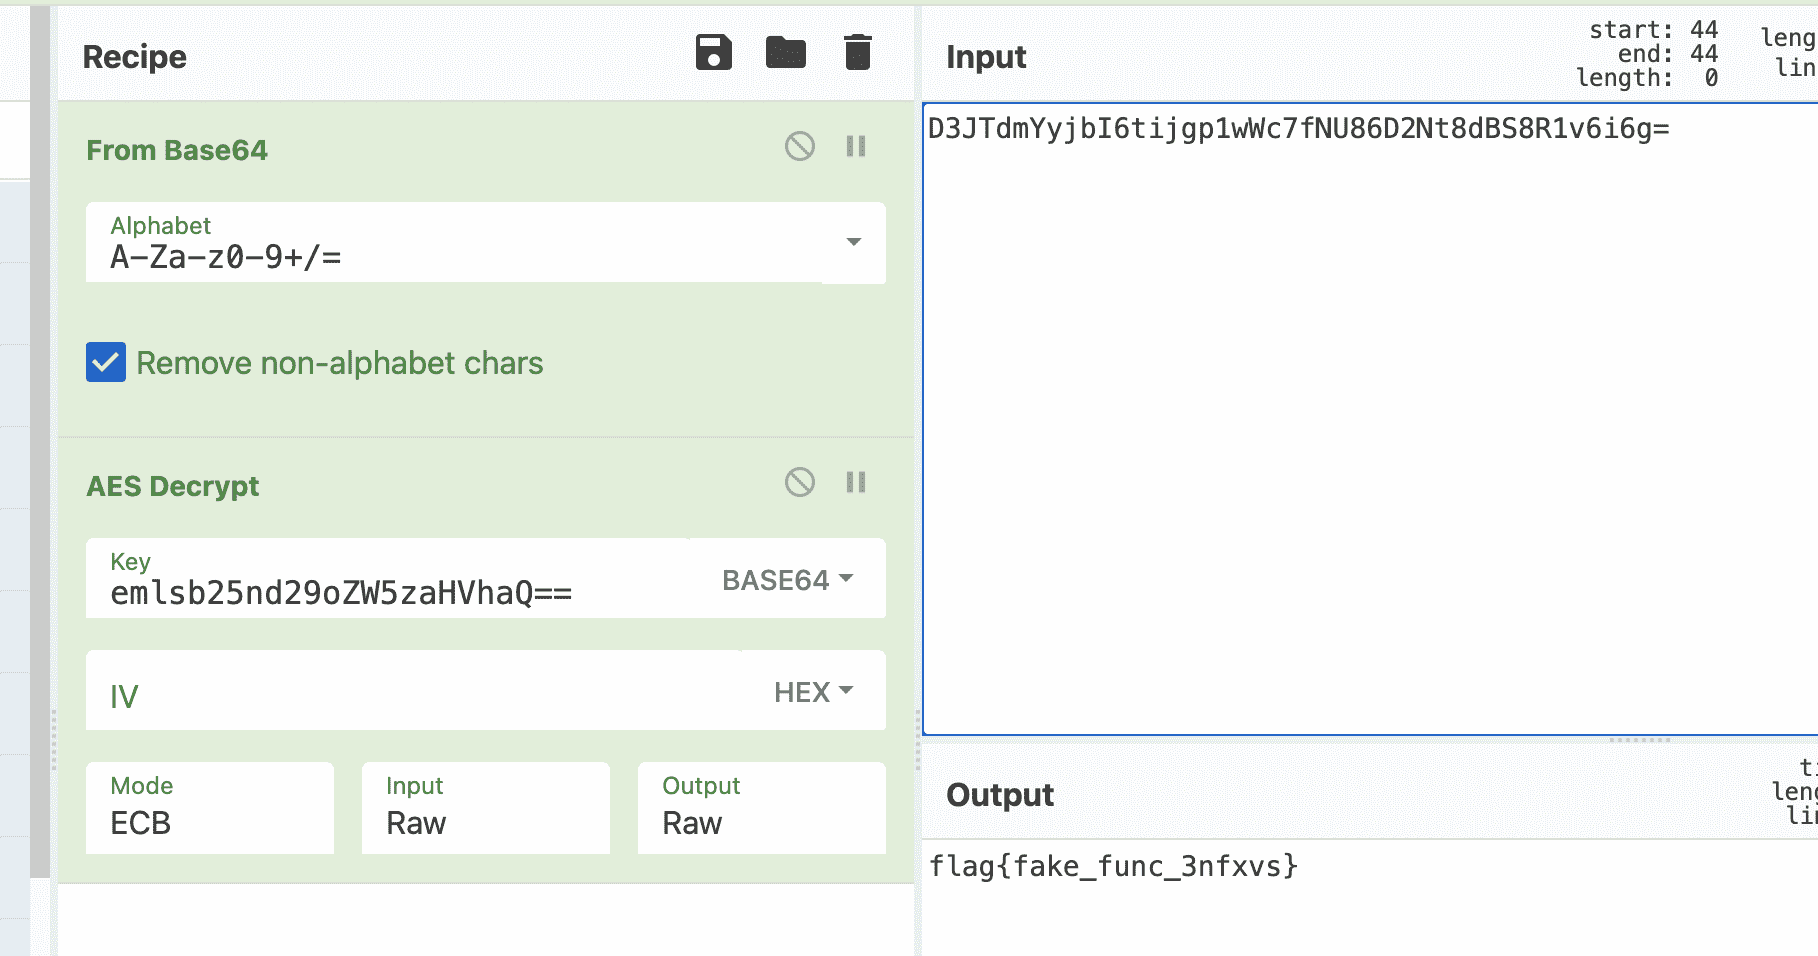 Recipe
From Base64
Alphabet
A-Za-z0-9+/=
Remove non-alphabet chars
AES Decrypt
Key
emlsb25nd29oZW5zaHVhaQ==
BASE64
IV
HEX
Mode
ECB
Input
Raw
Output
Raw
Input
start: 44
end: 44
length: 0
leng
lin
D3JTdmYyjbI6tijgp1wWc7fNU86D2Nt8dBS8R1v6i6g=
Output
ti
leng
lin
flag{fake_func_3nfxvs}